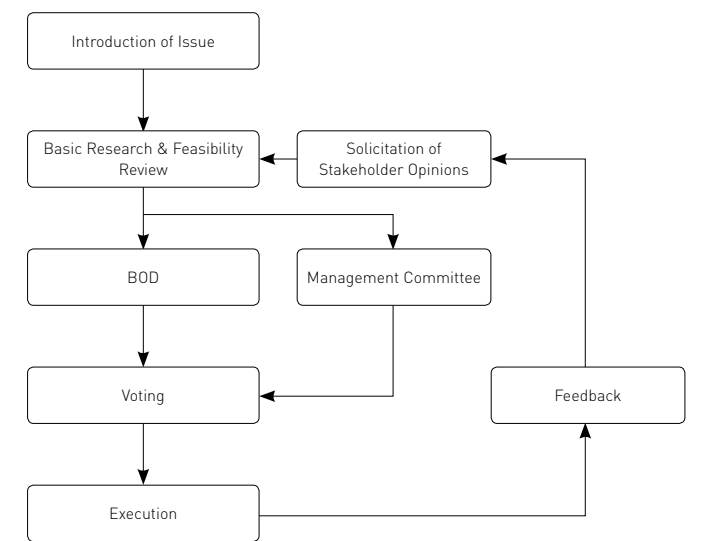 Introduction of Issue
Basic Research & Feasibility
Review
Solicitation of
Stakeholder Opinions
BOD
Management Committee
Voting
Feedback
Execution